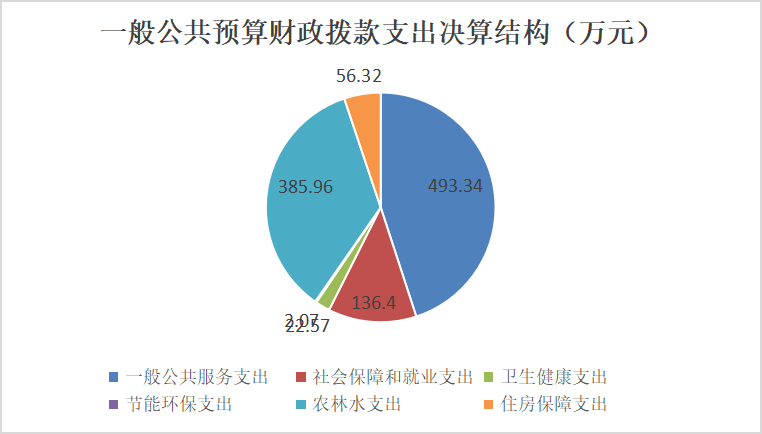 一般公共预算财政拨款支出决算结构（万元）
56.32
493.34
385.96
136.4
2.07
22.57
一般公共服务支出
社会保障和就业支出
卫生健康支出
节能环保支出
农林水支出
住房保障支出